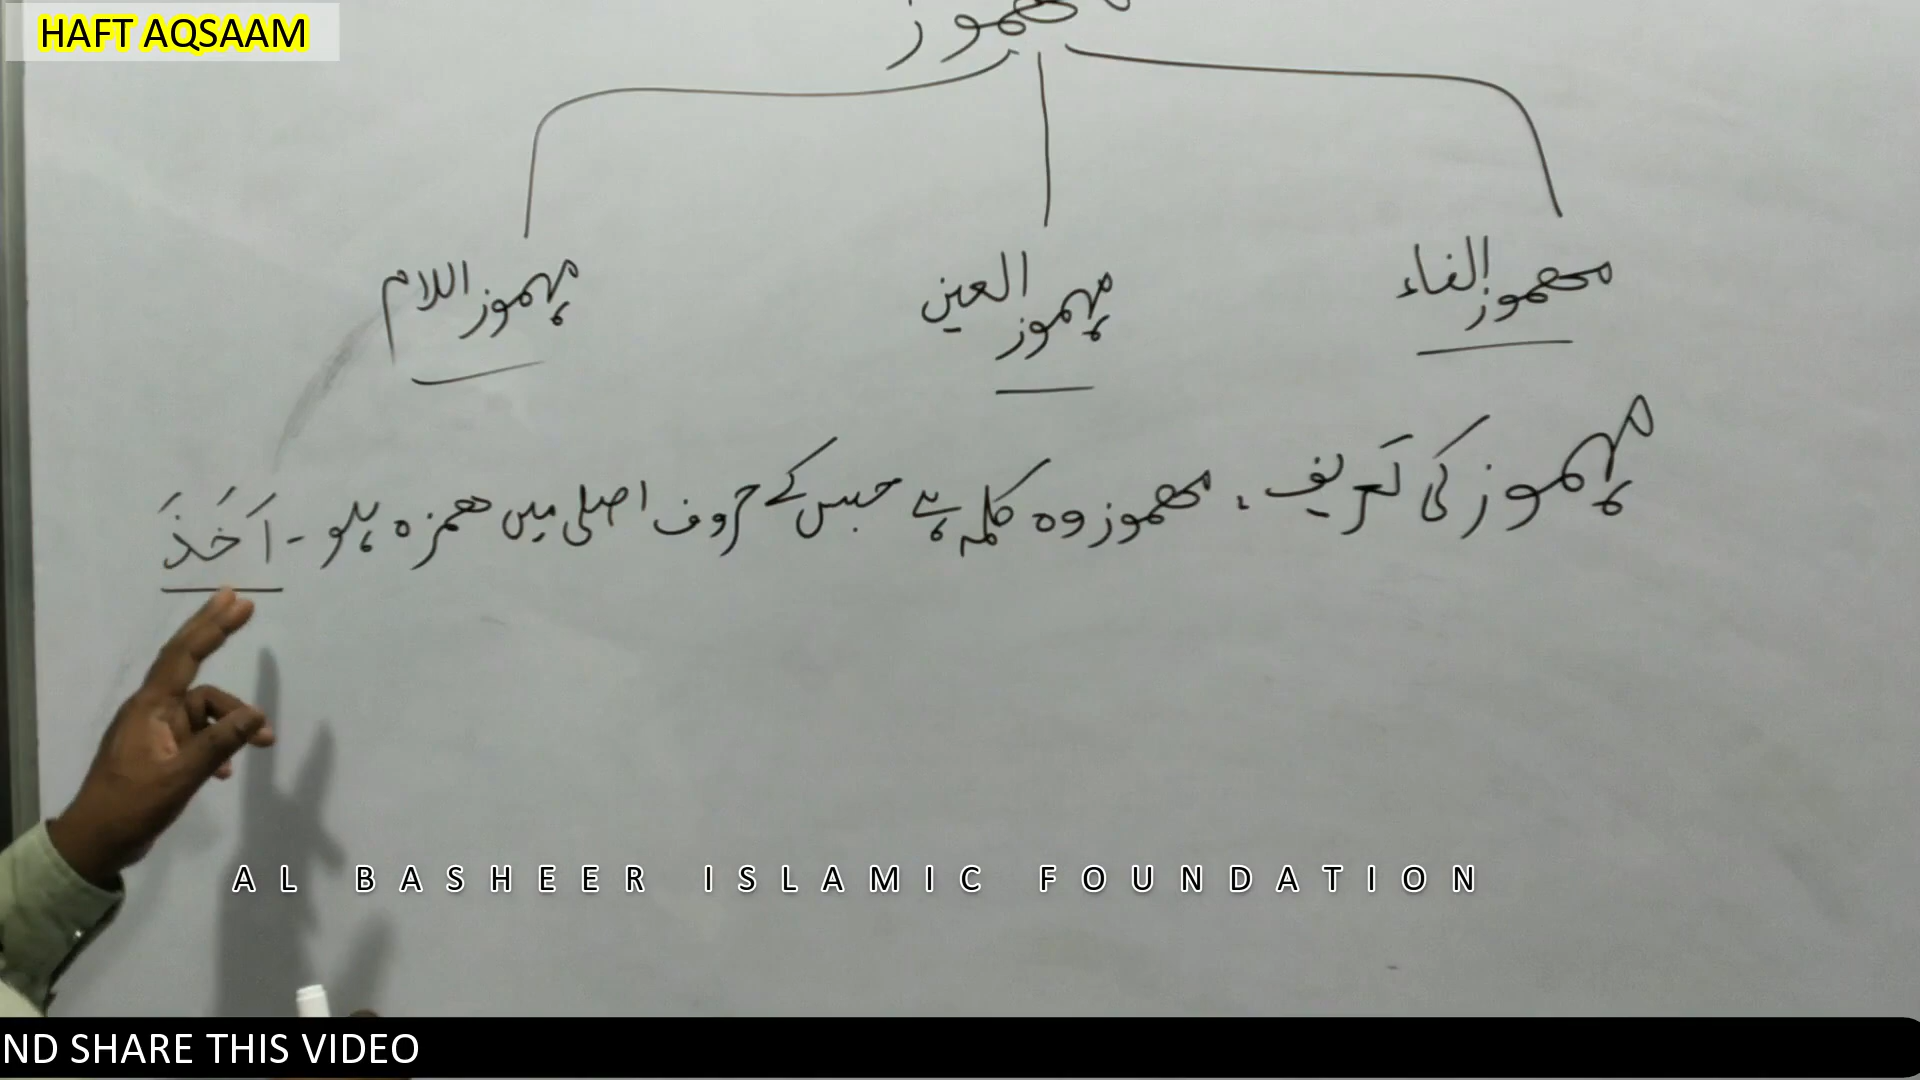 HAFT AQSAAM
مہموز
مہموز الفاء
مہموز العین
مہموز اللام
مہموز کی تعریف، مہموز وہ کلمہ ہے جس کے حروف اصلی میں ھمزہ ہو - اَخَذَ
AL BASHEER ISLAMIC FOUNDATION
ND SHARE THIS VIDEO